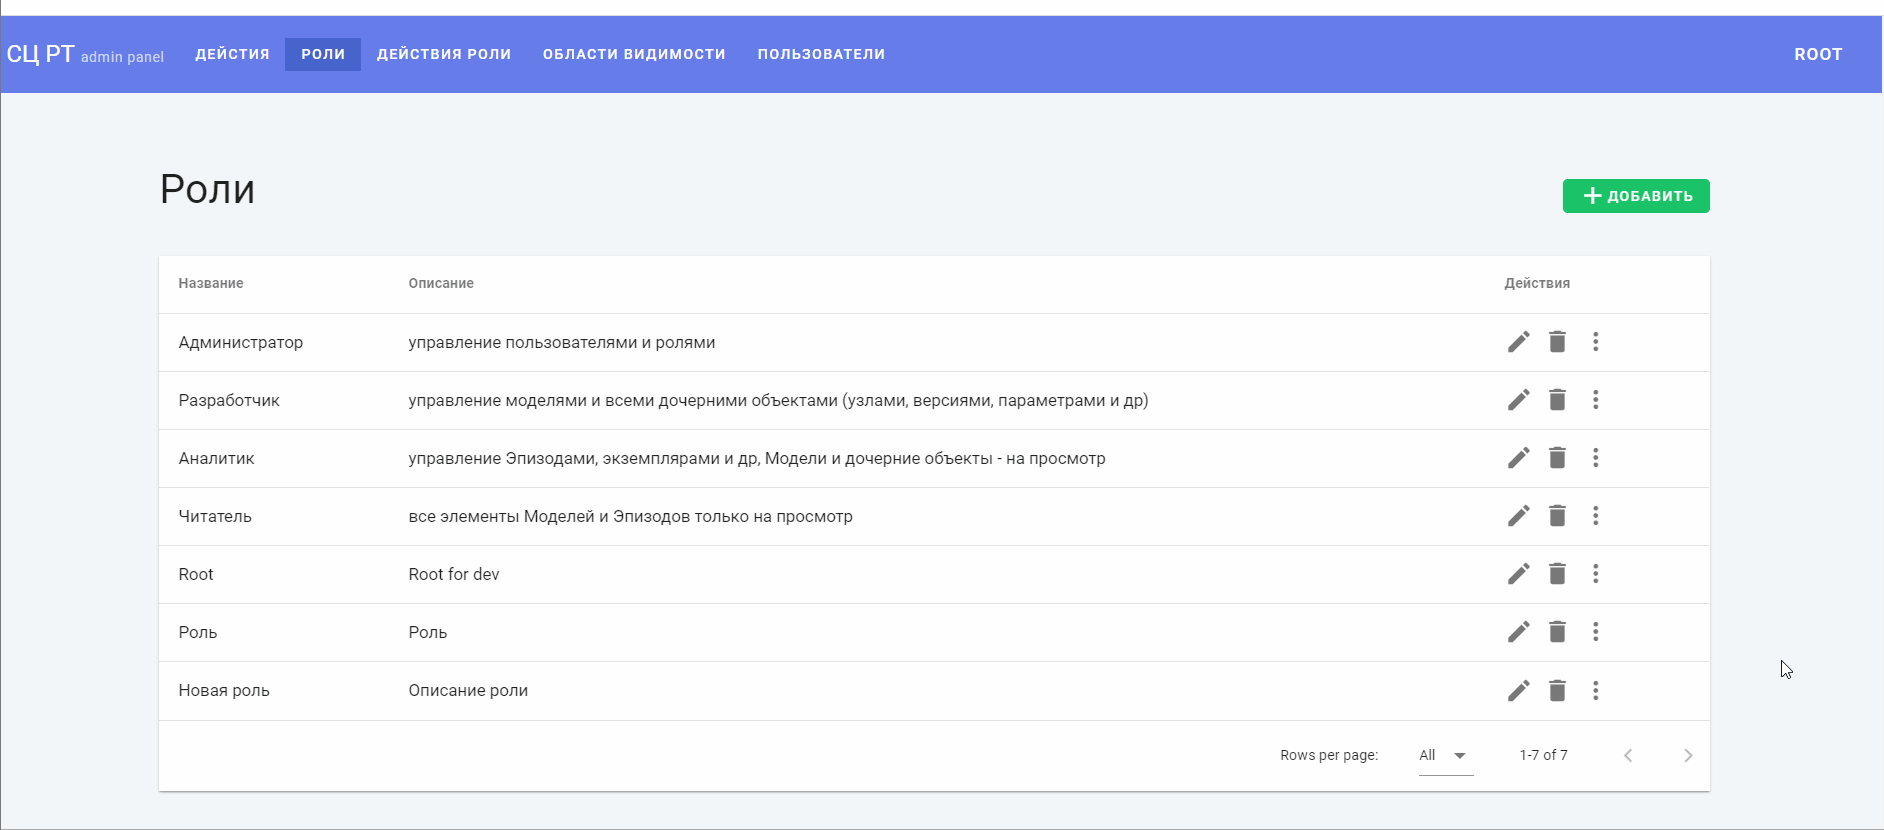 СЦ РТ admin panel ДЕЙСТИЯ РОЛИ ДЕЙСТВИЯ РОЛИ ОБЛАСТИ ВИДИМОСТИ ПОЛЬЗОВАТЕЛИ ROOT
Роли
ДОБАВИТЬ
Название Описание Действия
Администратор управление пользователями и ролями
Разработчик управление моделями и всеми дочерними объектами (узлами, версиями, параметрами и др)
Аналитик управление Эпизодами, экземплярами и др, Модели и дочерние объекты - на просмотр
Читатель все элементы Моделей и Эпизодов только на просмотр
Root Root for dev
Роль Роль
Новая роль Описание роли
Rows per page: All 1-7 of 7